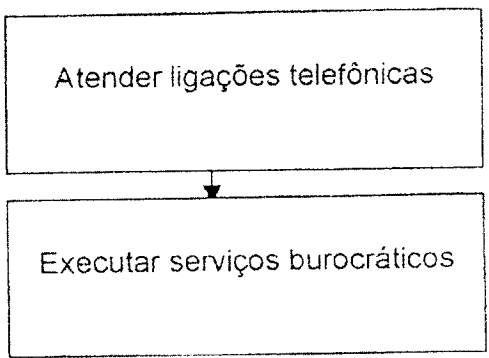 Atender ligações telefônicas
Executar serviços burocráticos